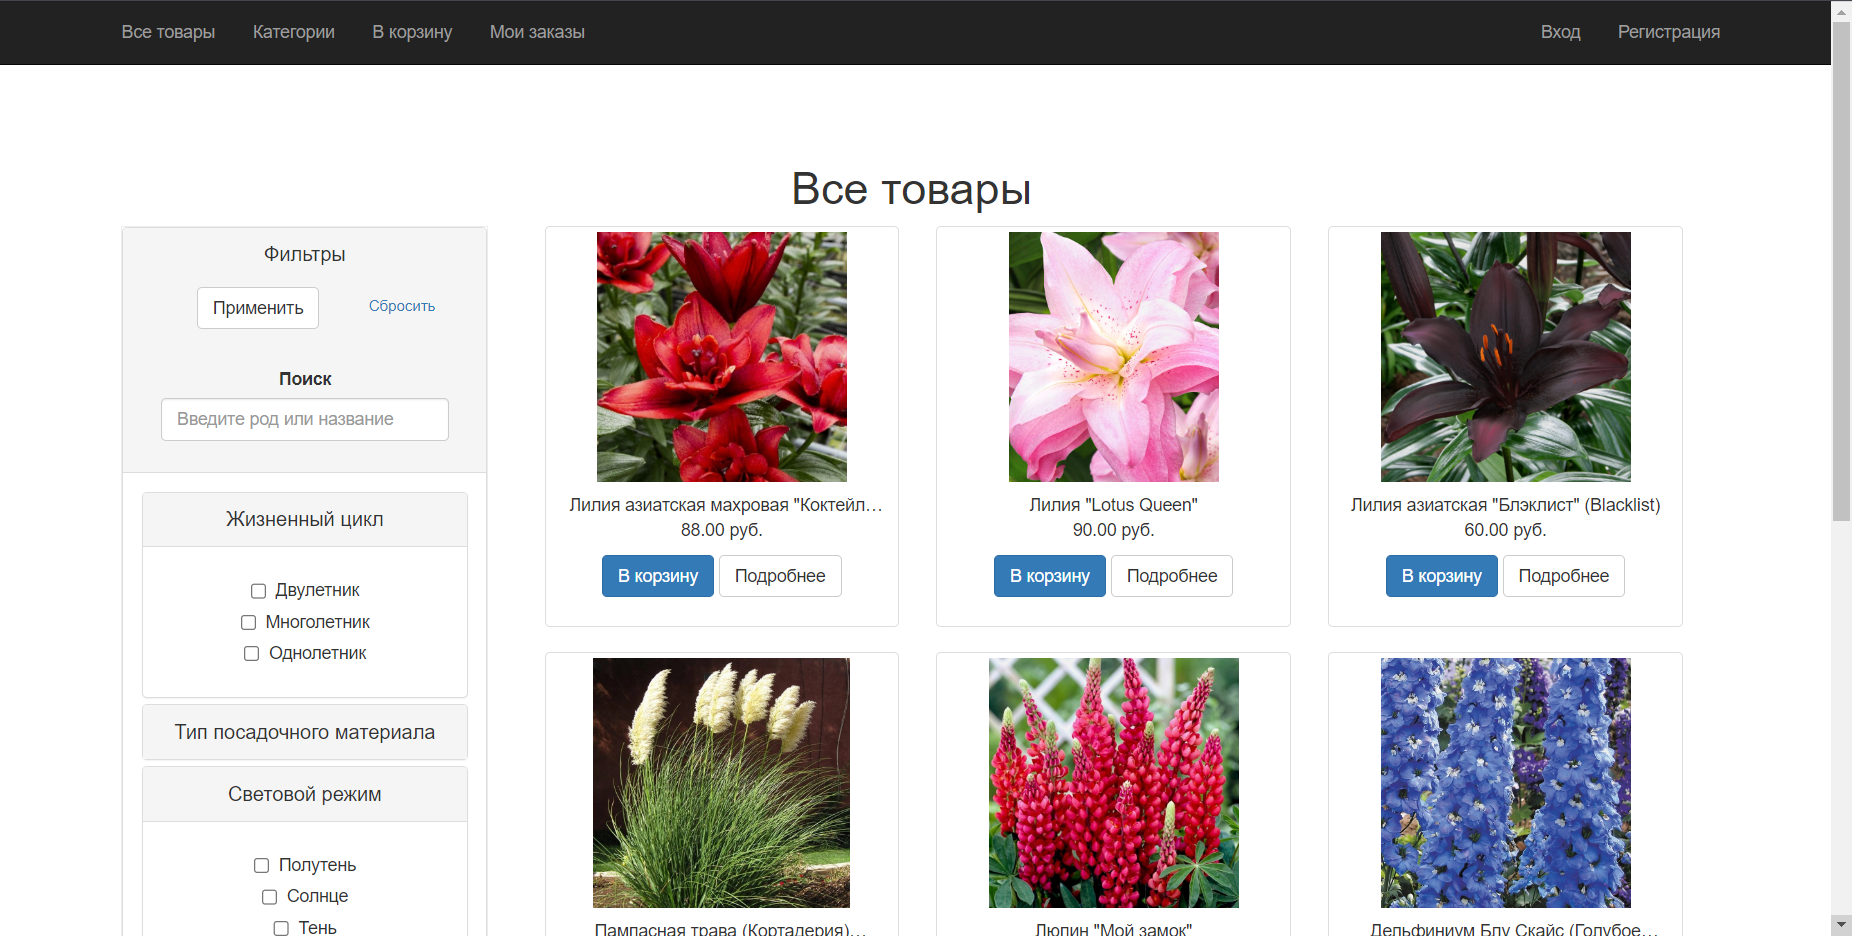 Все товары Категории В корзину Мои заказы Вход Регистрация
Все товары
Фильтры
Применить Сбросить
Поиск
Введите род или название
Жизненный цикл
Двулетник
Многолетник
Однолетник
Тип посадочного материала
Световой режим
Полутень
Солнце
Тень
Лилия азиатская махровая "Коктейл…
88.00 руб.
В корзину Подробнее
Лилия "Lotus Queen"
90.00 руб.
В корзину Подробнее
Лилия азиатская "Блэклист" (Blacklist)
60.00 руб.
В корзину Подробнее
Пампасная трава (Кортадерия)…
Люпин "Мой замок"
Дельфиниум Блу Скайс (Голубое…